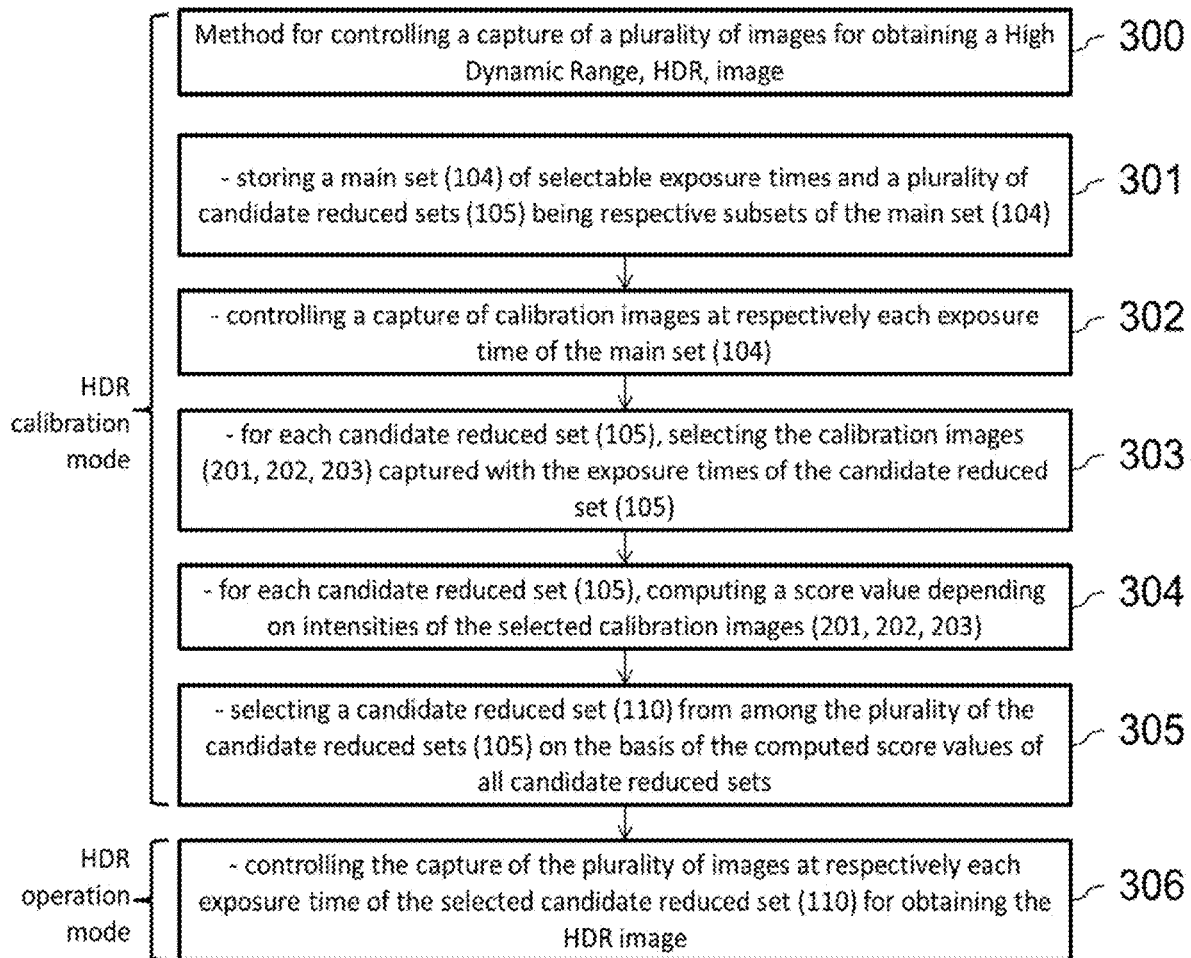 Method for controlling a capture of a plurality of images for obtaining a High
Dynamic Range, HDR, image
300
- storing a main set (104) of selectable exposure times and a plurality of
candidate reduced sets (105) being respective subsets of the main set (104)
301
- controlling a capture of calibration images at respectively each exposure
time of the main set (104)
302
HDR
calibration
mode
- for each candidate reduced set (105), selecting the calibration images
(201, 202, 203) captured with the exposure times of the candidate reduced
set (105)
303
- for each candidate reduced set (105), computing a score value depending
on intensities of the selected calibration images (201, 202, 203)
304
- selecting a candidate reduced set (110) from among the plurality of the
candidate reduced sets (105) on the basis of the computed score values of
all candidate reduced sets
305
HDR
operation
mode
- controlling the capture of the plurality of images at respectively each
exposure time of the selected candidate reduced set (110) for obtaining the
HDR image
306